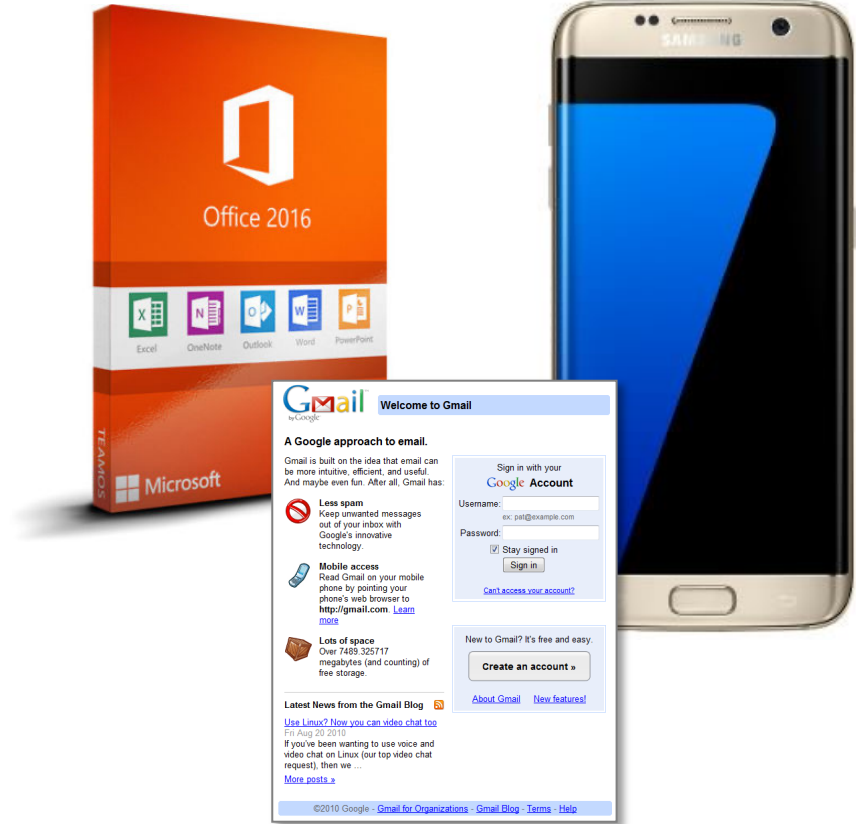 Office 2016
Excel
OneNote
Outlook
Word
PowerPoint
TEAMOS
Microsoft
SAMSUNG
Gmail
by Google
Welcome to Gmail
A Google approach to email.
Gmail is built on the idea that email can
be more intuitive, efficient, and useful.
And maybe even fun. After all, Gmail has:
Less spam
Keep unwanted messages
out of your inbox with
Google's innovative
technology.
Mobile access
Read Gmail on your mobile
phone by pointing your
phone's web browser to
http://gmail.com. Learn
more
Lots of space
Over 7489.325717
megabytes (and counting) of
free storage.
Latest News from the Gmail Blog
Use Linux? Now you can video chat too
Fri Aug 20 2010
If you've been wanting to use voice and
video chat on Linux (our top video chat
request), then we ...
More posts »
Sign in with your
Google Account
Username:
ex: pat@example.com
Password:
Stay signed in
Sign in
Can't access your account?
New to Gmail? It's free and easy.
Create an account »
About Gmail New features!
©2010 Google - Gmail for Organizations - Gmail Blog - Terms - Help